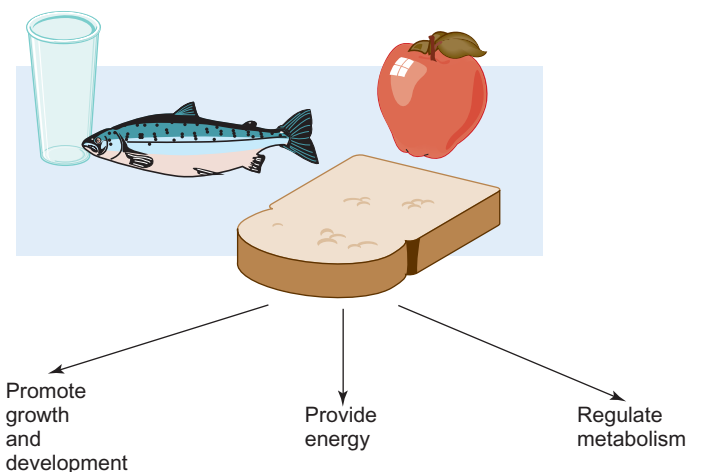 Promote
growth
and
development
Provide
energy
Regulate
metabolism